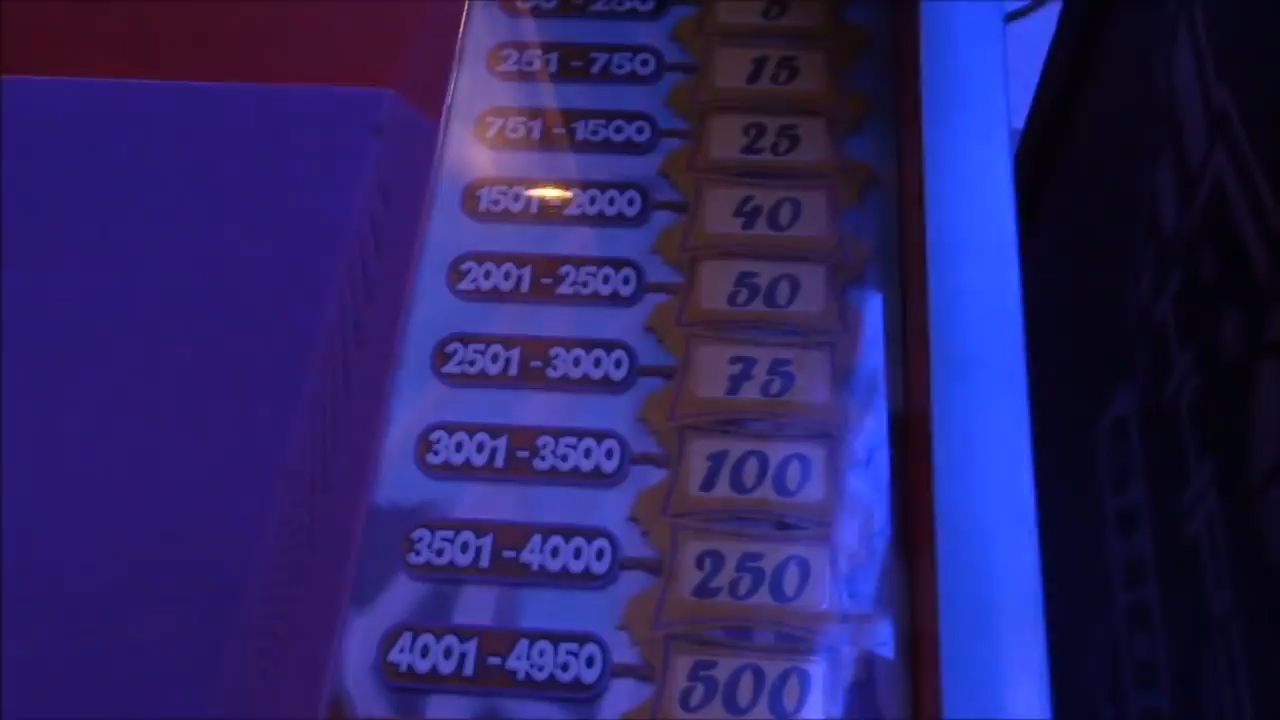 251 - 750 15
751 - 1500 25
1501 - 2000 40
2001 - 2500 50
2501 - 3000 75
3001 - 3500 100
3501 - 4000 250
4001 - 4950 500